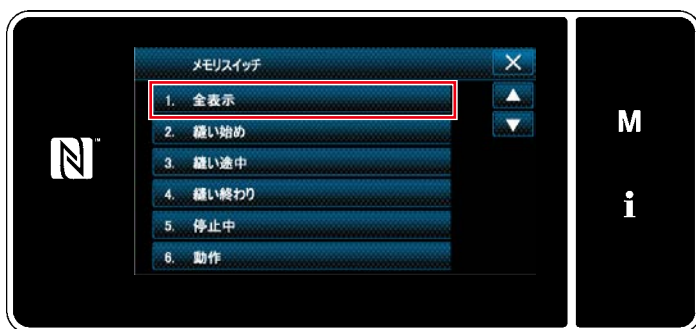 メモリスイッチ
1. 全表示
2. 縫い始め
3. 縫い途中
4. 縫い終わり
5. 停止中
6. 動作
M
i
N™